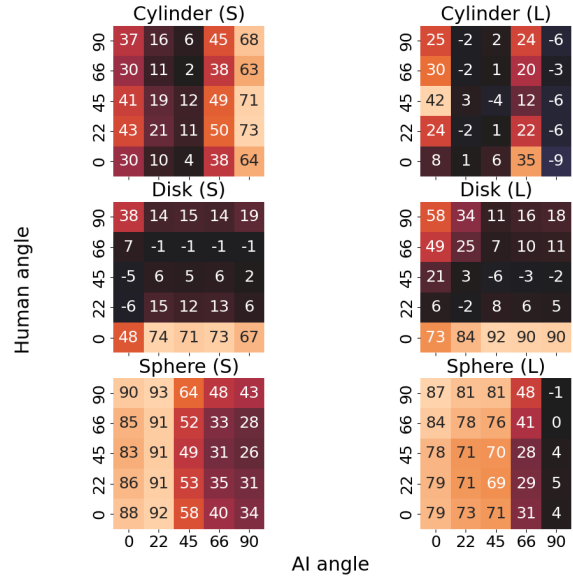 Cylinder (S)
90 37 16 6 45 68
66 30 11 2 38 63
45 41 19 12 49 71
22 43 21 11 50 73
0 30 10 4 38 64
Cylinder (L)
90 25 -2 2 24 -6
66 30 -2 1 20 -3
45 42 3 -4 12 -6
22 24 -2 1 22 -6
0 8 1 6 35 -9
Disk (S)
90 38 14 15 14 19
66 7 -1 -1 -1 -1
45 -5 6 5 6 2
22 -6 15 12 13 6
0 48 74 71 73 67
Disk (L)
90 58 34 11 16 18
66 49 25 7 10 11
45 21 3 -6 -3 -2
22 6 -2 8 6 5
0 73 84 92 90 90
Human angle
Sphere (S)
90 90 93 64 48 43
66 85 91 52 33 28
45 83 91 49 31 26
22 86 91 53 35 31
0 88 92 58 40 34
0 22 45 66 90
Sphere (L)
90 87 81 81 48 -1
66 84 78 76 41 0
45 78 71 70 28 4
22 79 71 69 29 5
0 79 73 71 31 4
0 22 45 66 90
AI angle